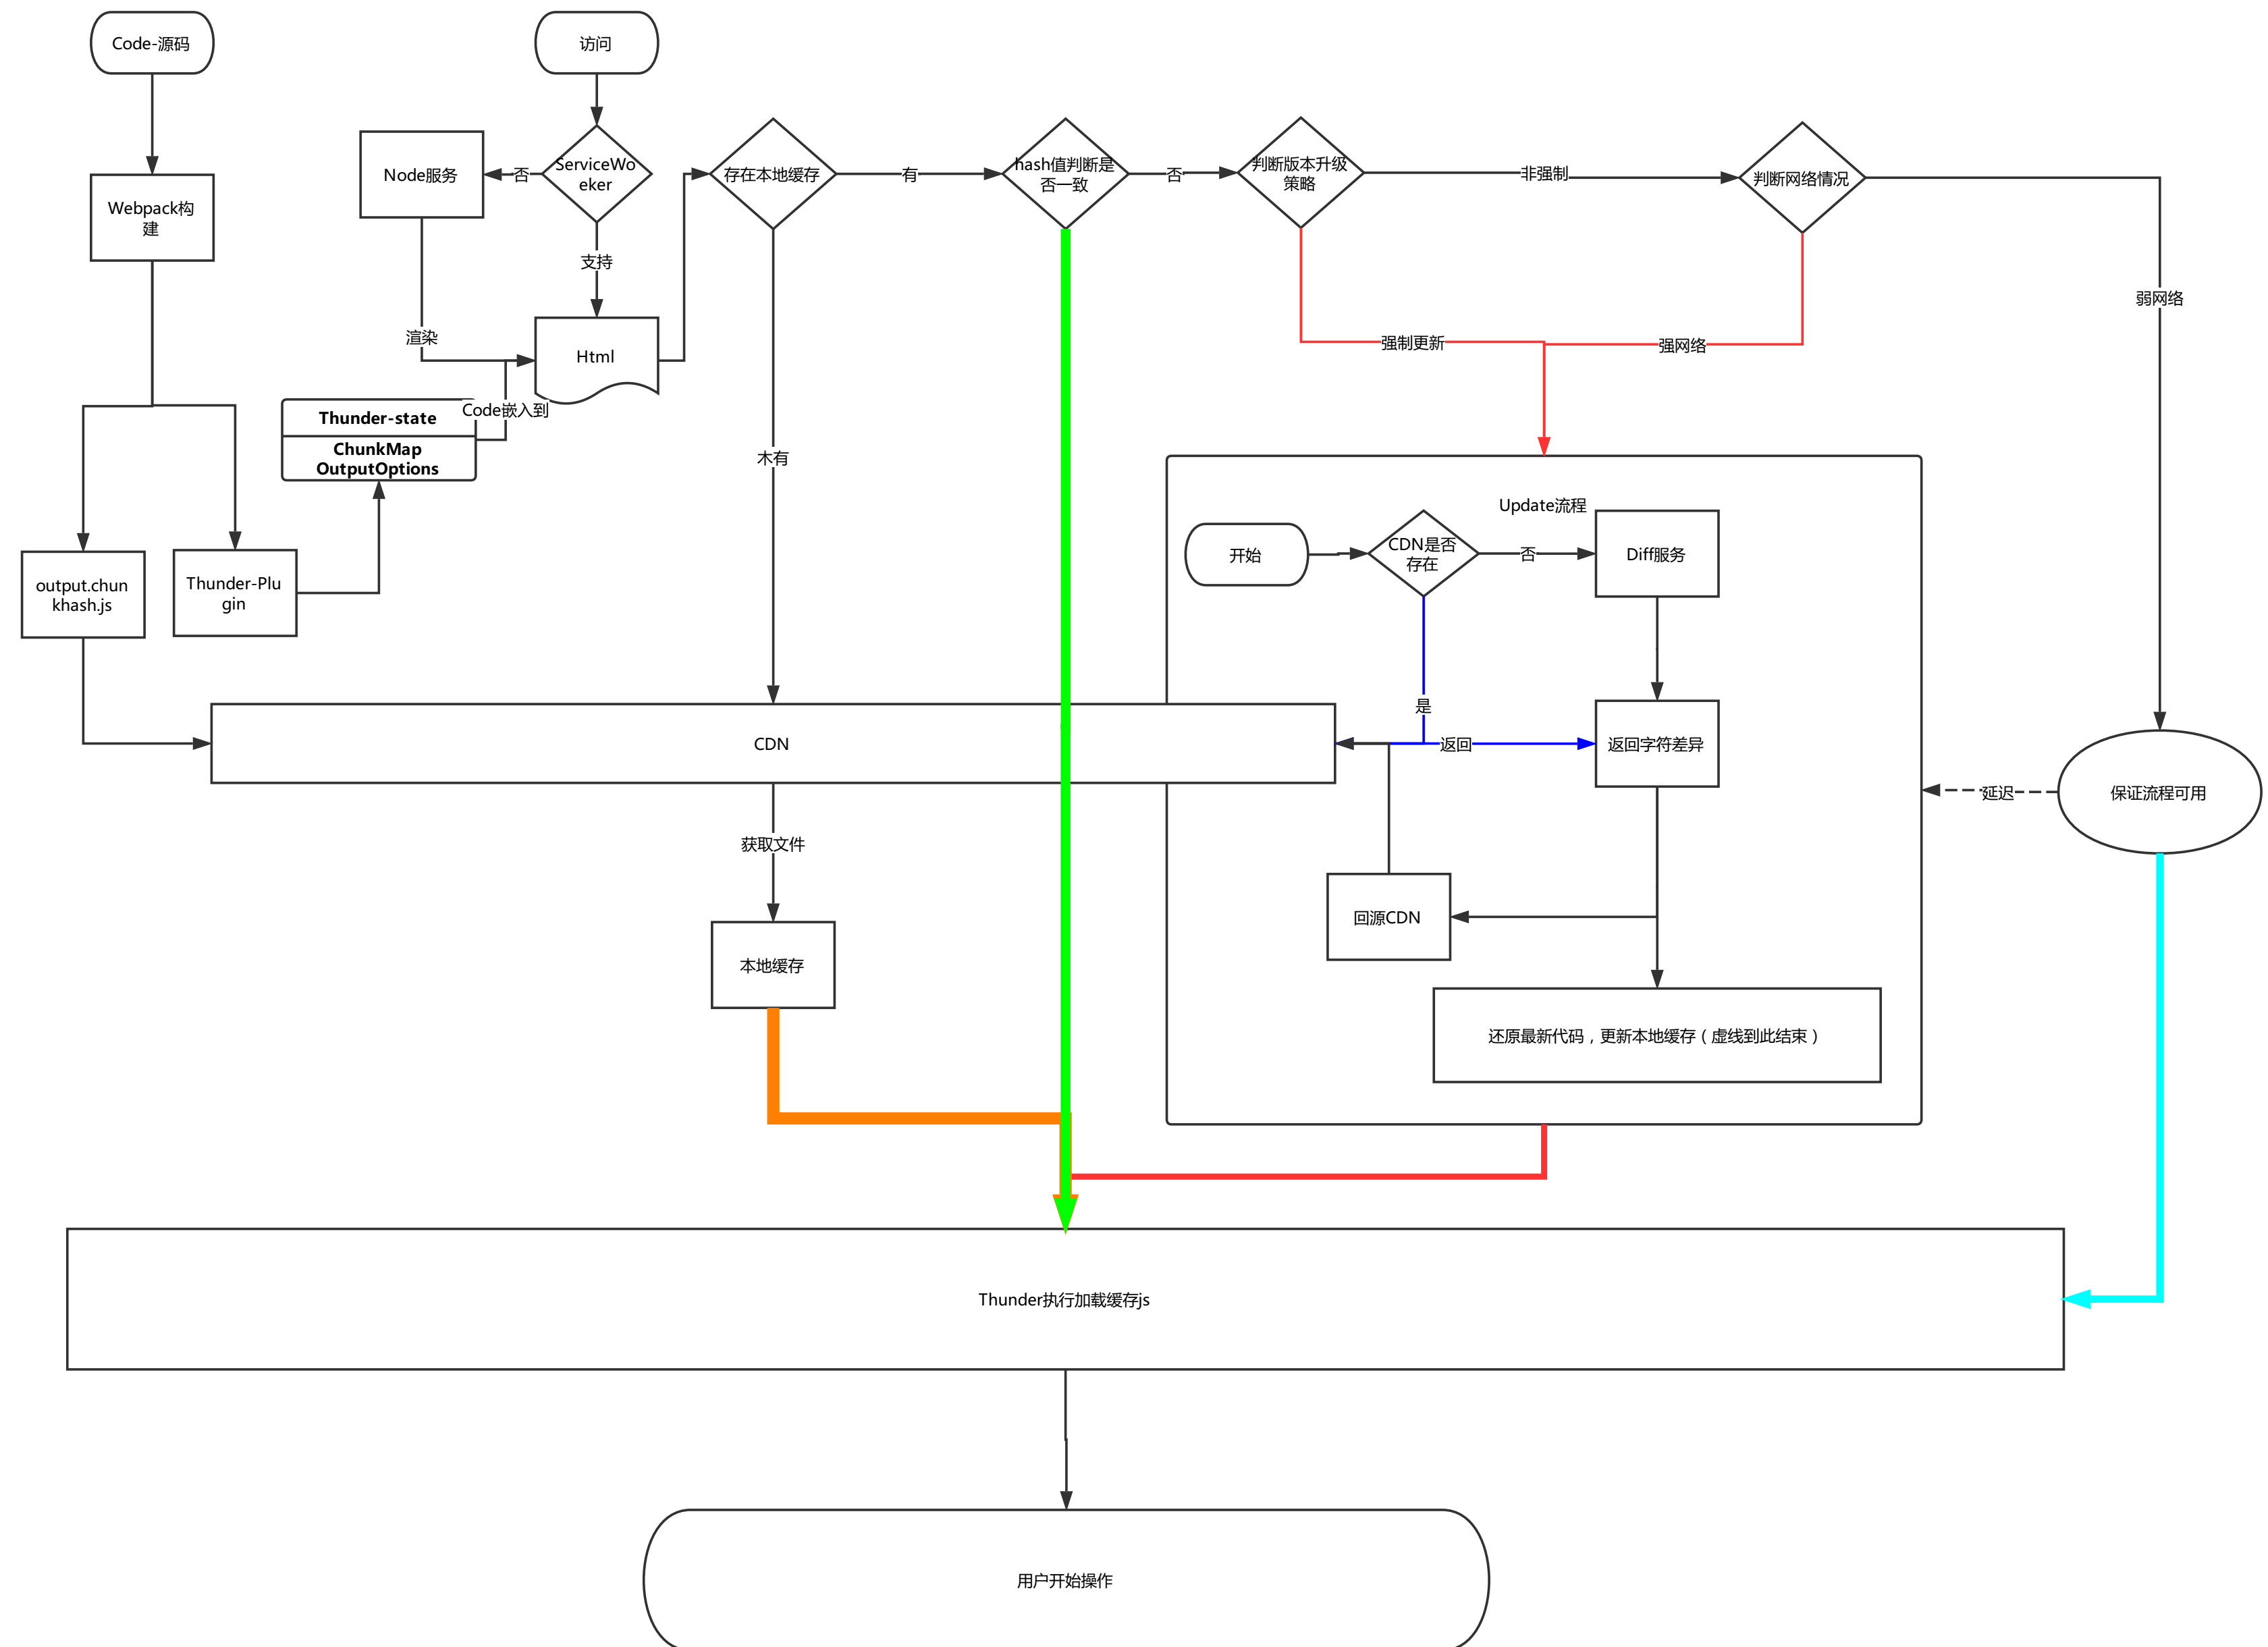 Code-源码
访问
Node服务
否
ServiceWo
eker
存在本地缓存
有
hash值判断是
否一致
否
判断版本升级
策略
非强制
判断网络情况
Webpack构
建
支持
弱网络
渲染
Html
强制更新
强网络
Code嵌入到
Thunder-state
ChunkMap
OutputOptions
木有
Update流程
开始
CDN是否
存在
否
Diff服务
output.chun
khash.js
Thunder-Plu
gin
是
CDN
返回
返回字符差异
延迟
保证流程可用
获取文件
回源CDN
本地缓存
还原最新代码，更新本地缓存（虚线到此结束）
Thunder执行加载缓存js
用户开始操作